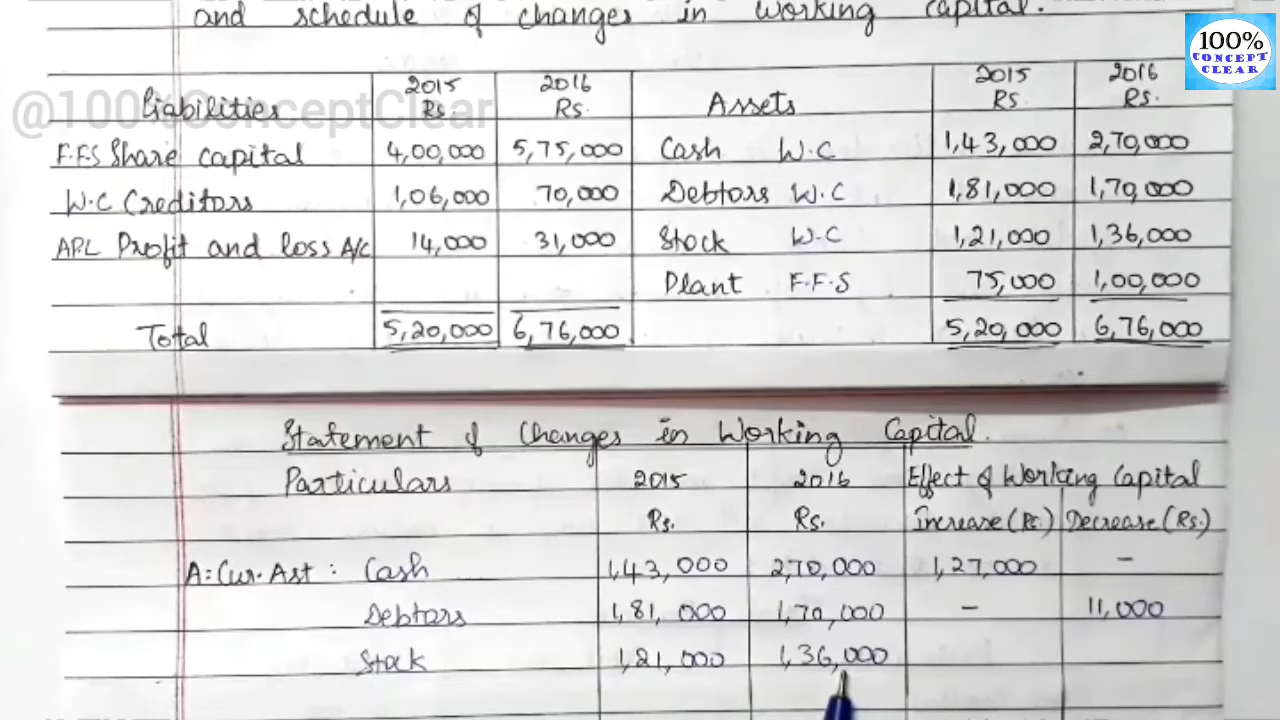 and schedule of changes in working capital.
100%
CONCEPT
CLEAR
@100%ConceptClear
Liabilities 2015 Rs 2016 Rs. Assets 2015 Rs 2016 Rs.
F.F.S Share capital 4,00,000 5,75,000 Cash W.C 1,43,000 2,70,000
W.C Creditors 1,06,000 70,000 Debtors W.C 1,81,000 1,70,000
AP.L Profit and loss A/c 14,000 31,000 Stock W.C 1,21,000 1,36,000
Plant F.F.S 75,000 1,00,000
Total 5,20,000 6,76,000 5,20,000 6,76,000
Statement of Changes in Working Capital.
Particulars 2015 2016 Effect of Working Capital
Rs. Rs. Increase (Rs.) Decrease (Rs.)
A: Cur. Ast : Cash 1,43,000 2,70,000 1,27,000 -
Debtors 1,81,000 1,70,000 - 11,000
Stock 1,21,000 1,36,000